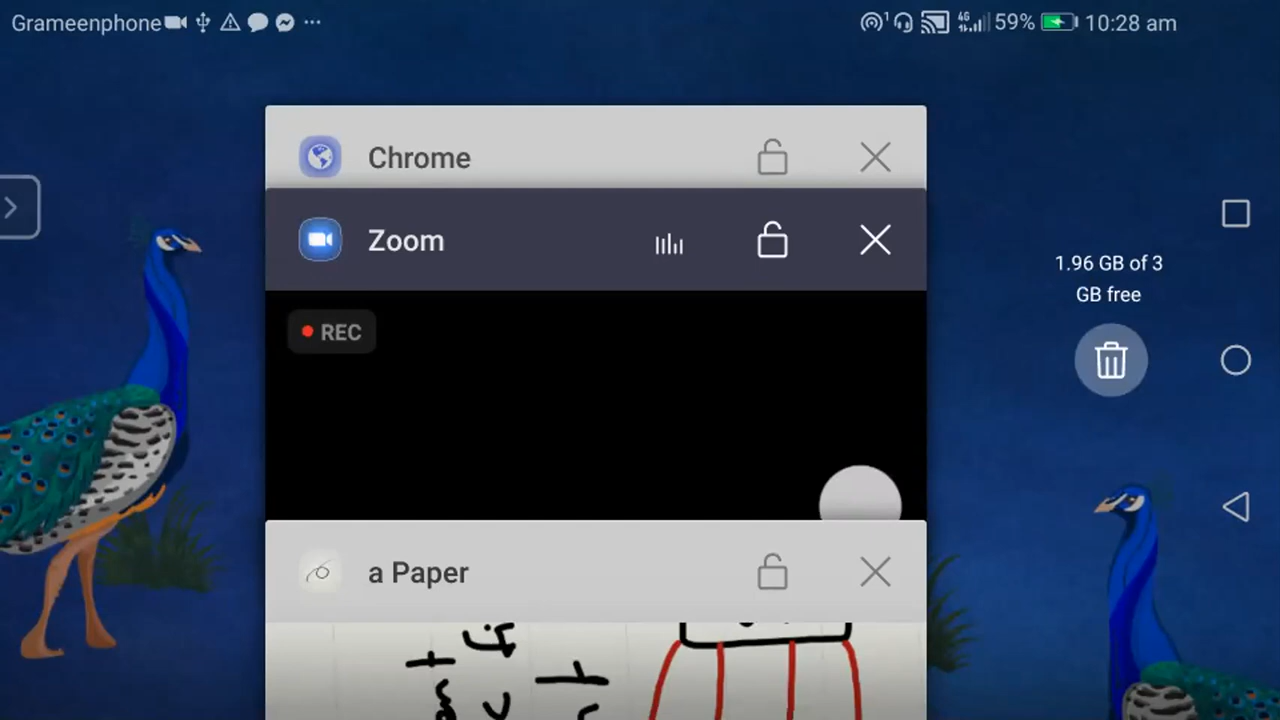 Grameenphone 59% 10:28 am
Chrome
Zoom
1.96 GB of 3
GB free
REC
a Paper